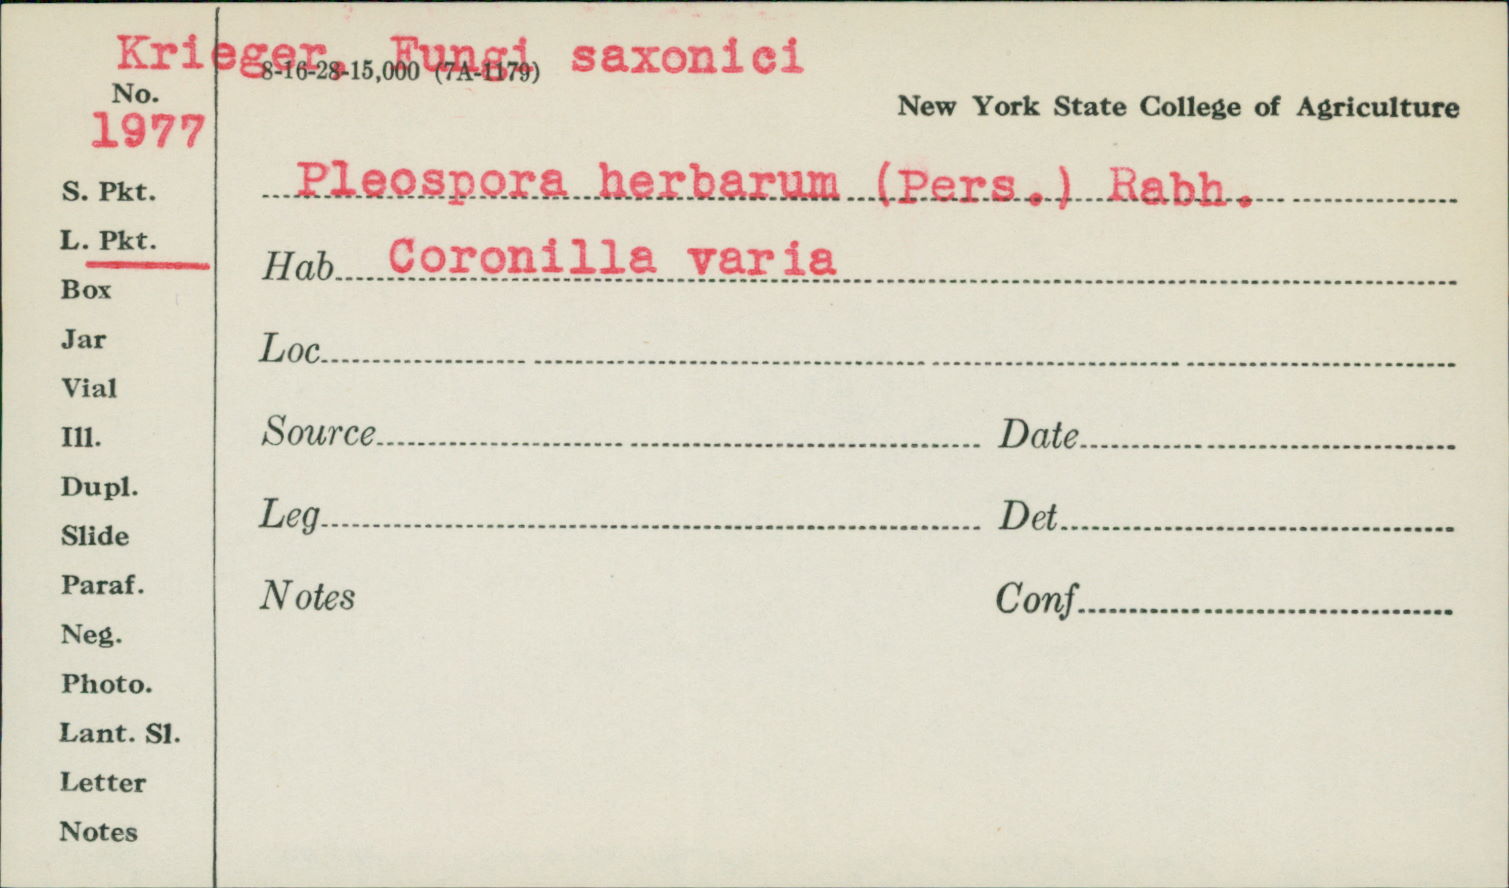 Krieger. Fungi saxonici
8-16-28-15,000 (7A-1179)
No.
New York State College of Agriculture
1977
Pleospora herbarum (Pers.) Rabh.
S. Pkt.
L. Pkt.
Hab. Coronilla varia
Box
Jar
Loc.
Vial
Ill.
Source Date
Dupl.
Leg. Det.
Slide
Paraf.
Notes Conf.
Neg.
Photo.
Lant. Sl.
Letter
Notes